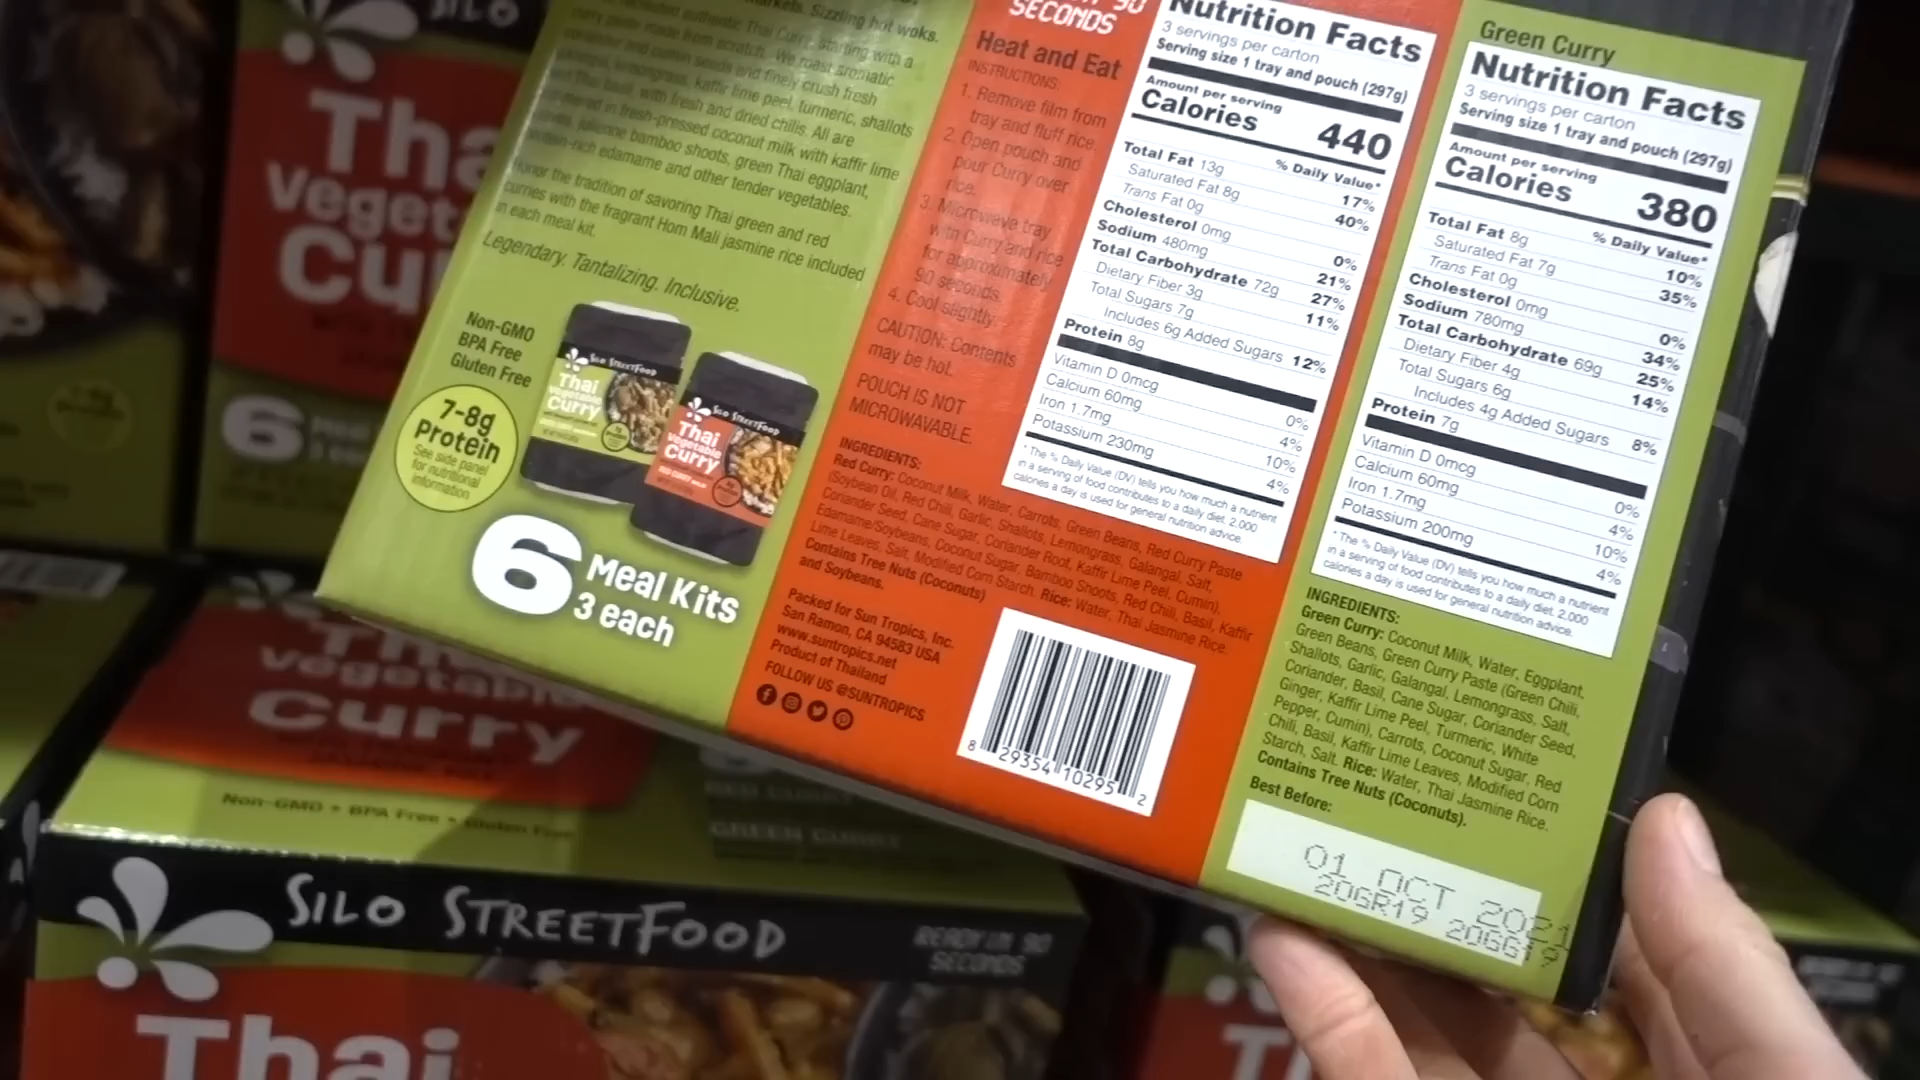 SILO
Tha
Veget
Cu
6
markets. Sizzling hot woks.
authentic Thai Curry starting with a
curry paste made from scratch. We roast aromatic
coriander and cumin seeds and finely crush fresh
lemongrass, kaffir lime peel, turmeric, shallots
Thai basil, with fresh and dried chilis. All are
in fresh-pressed coconut milk with kaffir lime
julienne bamboo shoots, green Thai eggplant,
protein-rich edamame and other tender vegetables.
honor the tradition of savoring Thai green and red
curries with the fragrant Hom Mali jasmine rice included
in each meal kit.
Legendary. Tantalizing. Inclusive.
Non-GMO
BPA Free
Gluten Free
7-8g
Protein
See side panel
for nutritional
information
SILO STREETFOOD
Thai
Vegetable
Curry
SILO STREETFOOD
Thai
Vegetable
Curry
6 Meal Kits
3 each
90
SECONDS
Heat and Eat
INSTRUCTIONS:
1. Remove film from
tray and fluff rice.
2. Open pouch and
pour Curry over
rice.
3. Microwave tray
with Curry and rice
for approximately
90 seconds.
4. Cool slightly.
CAUTION: Contents
may be hot.
POUCH IS NOT
MICROWAVABLE.
Nutrition Facts
3 servings per carton
Serving size 1 tray and pouch (297g)
Amount per serving
Calories 440
% Daily Value*
Total Fat 13g 17%
Saturated Fat 8g 40%
Trans Fat 0g
Cholesterol 0mg 0%
Sodium 480mg 21%
Total Carbohydrate 72g 27%
Dietary Fiber 3g 11%
Total Sugars 7g
Includes 6g Added Sugars 12%
Protein 8g
Vitamin D 0mcg 0%
Calcium 60mg 4%
Iron 1.7mg 10%
Potassium 230mg 4%
* The % Daily Value (DV) tells you how much a nutrient
in a serving of food contributes to a daily diet. 2,000
calories a day is used for general nutrition advice.
INGREDIENTS:
Red Curry: Coconut Milk, Water, Carrots, Green Beans, Red Curry Paste
(Soybean Oil, Red Chili, Garlic, Shallots, Lemongrass, Galangal, Salt,
Coriander Seed, Cane Sugar, Coriander Root, Kaffir Lime Peel, Cumin),
Edamame/Soybeans, Coconut Sugar, Bamboo Shoots, Red Chili, Basil, Kaffir
Lime Leaves, Salt, Modified Corn Starch. Rice: Water, Thai Jasmine Rice.
Contains Tree Nuts (Coconuts)
and Soybeans.
Packed for Sun Tropics, Inc.
San Ramon, CA 94583 USA
www.suntropics.net
Product of Thailand
FOLLOW US @SUNTROPICS
8 29354 10295 2
Green Curry
Nutrition Facts
3 servings per carton
Serving size 1 tray and pouch (297g)
Amount per serving
Calories 380
% Daily Value*
Total Fat 8g 10%
Saturated Fat 7g 35%
Trans Fat 0g
Cholesterol 0mg 0%
Sodium 780mg 34%
Total Carbohydrate 69g 25%
Dietary Fiber 4g 14%
Total Sugars 6g
Includes 4g Added Sugars 8%
Protein 7g
Vitamin D 0mcg 0%
Calcium 60mg 4%
Iron 1.7mg 10%
Potassium 200mg 4%
* The % Daily Value (DV) tells you how much a nutrient
in a serving of food contributes to a daily diet. 2,000
calories a day is used for general nutrition advice.
INGREDIENTS:
Green Curry: Coconut Milk, Water, Eggplant,
Green Beans, Green Curry Paste (Green Chili,
Shallots, Garlic, Galangal, Lemongrass, Salt,
Coriander, Basil, Cane Sugar, Coriander Seed,
Ginger, Kaffir Lime Peel, Turmeric, White
Pepper, Cumin), Carrots, Coconut Sugar, Red
Chili, Basil, Kaffir Lime Leaves, Modified Corn
Starch, Salt. Rice: Water, Thai Jasmine Rice.
Contains Tree Nuts (Coconuts).
Best Before:
01 OCT 2021
20GR19 20GG19
Thai
Vegetable
Curry
Non-GMO • BPA Free • Gluten Free
RED CURRY
GREEN CURRY
SILO STREETFOOD
READY IN 90
SECONDS
Thai